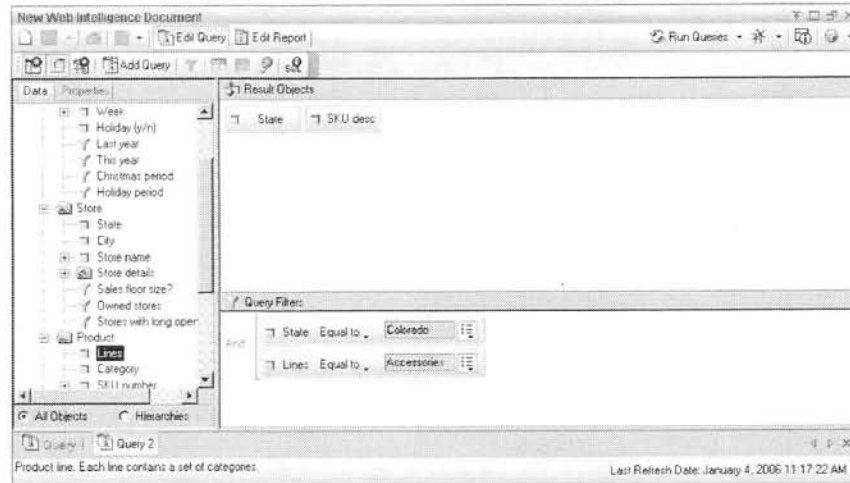 New Web Intelligence Document
Edit Query Edit Report Run Queries
Add Query
Data Properties
Week
Holiday (y/n)
Last year
This year
Christmas period
Holiday period
Store
State
City
Store name
Store details
Sales floor size?
Owned stores
Stores with long oper
Product
Lines
Category
SKU number
All Objects Hierarchies
Result Objects
State SKU desc
Query Filters
And
State Equal to Colorado
Lines Equal to Accessories
Query 1 Query 2
Product line. Each line contains a set of categories.
Last Refresh Date: January 4, 2006 11:17:22 AM